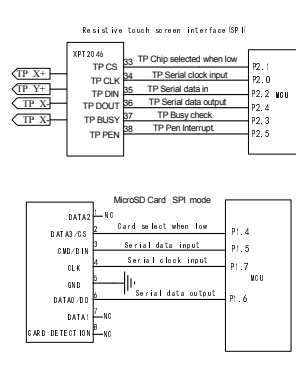 Resistive touch screen interface(SPI)
XPT2046
TP CS 33 TP Chip selected when low P2.1
TP CLK 34 TP Serial clock input P2.0
TP DIN 35 TP Serial data in P2.2 MCU
TP DOUT 36 TP Serial data output P2.4
TP BUSY 37 TP Busy check P2.3
TP PEN 38 TP Pen Interrupt. P2.5
TP X+
TP Y+
TP X-
TP X-
MicroSD Card SPI mode
DATA2 1 NC
DATA3/CS 2 Card select when low P1.4
CMD/DIN 3 Serial data input P1.5
CLK 4 Serial clock input P1.7
GND 5 MCU
DATA0/DO 6 Serial data output P1.6
DATA1 7 NC
CARD DETECTION 8 NC